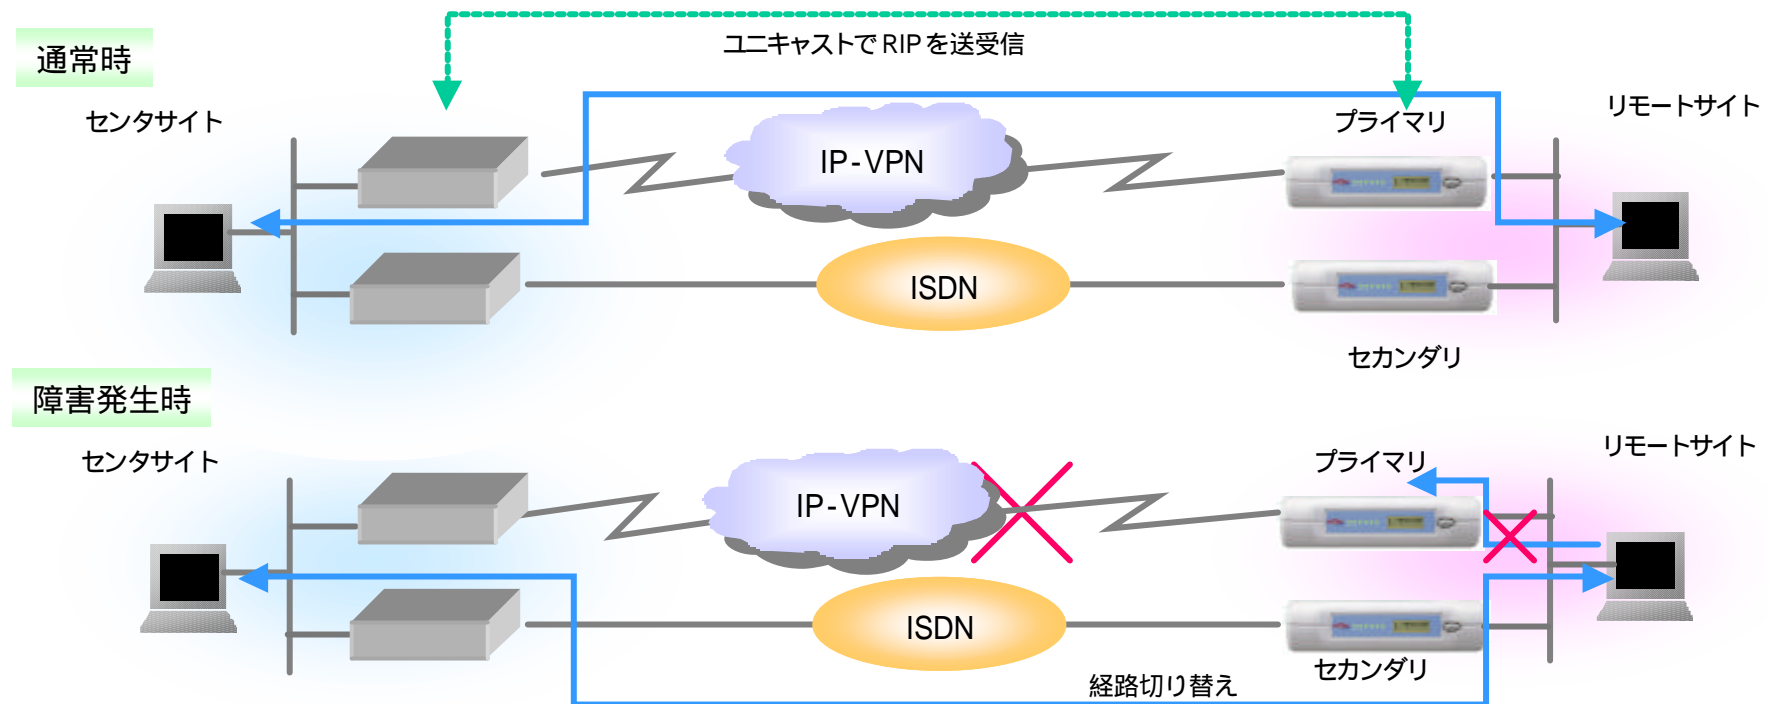 通常時
ユニキャストで RIP を送受信
センタサイト
プライマリ
リモートサイト
IP-VPN
ISDN
セカンダリ
障害発生時
センタサイト
プライマリ
リモートサイト
IP-VPN
ISDN
セカンダリ
経路切り替え